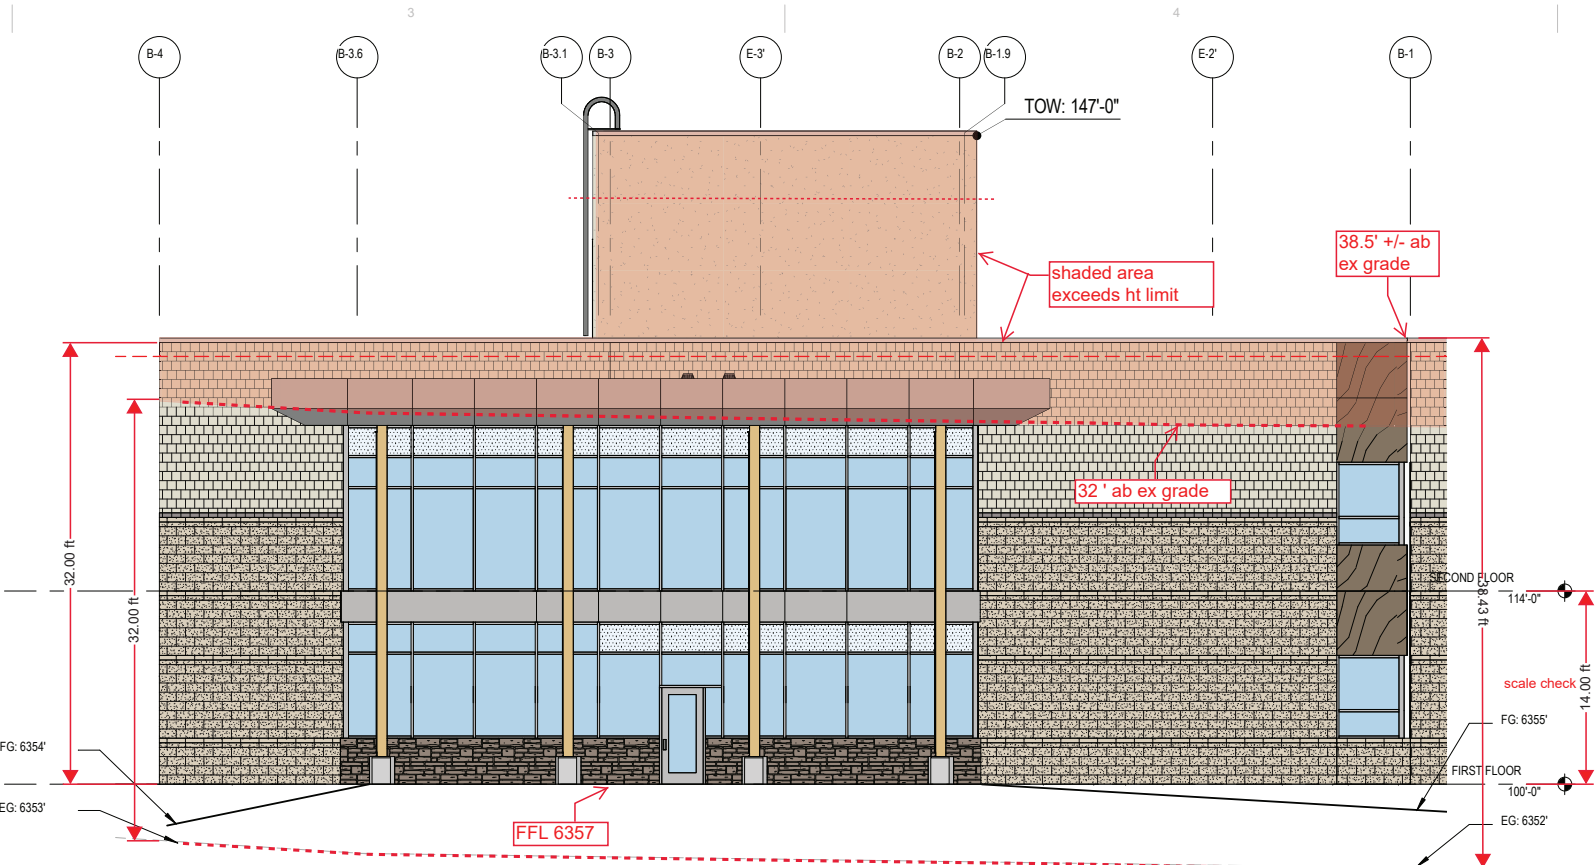 3
4
B-4
B-3.6
B-3.1
B-3
E-3'
B-2
B-1.9
E-2'
B-1
TOW: 147'-0"
38.5' +/- ab
ex grade
shaded area
exceeds ht limit
32 ' ab ex grade
32.00 ft
32.00 ft
38.43 ft
SECOND FLOOR
114'-0"
scale check
14.00 ft
FG: 6354'
FG: 6355'
FIRST FLOOR
100'-0"
EG: 6353'
EG: 6352'
FFL 6357